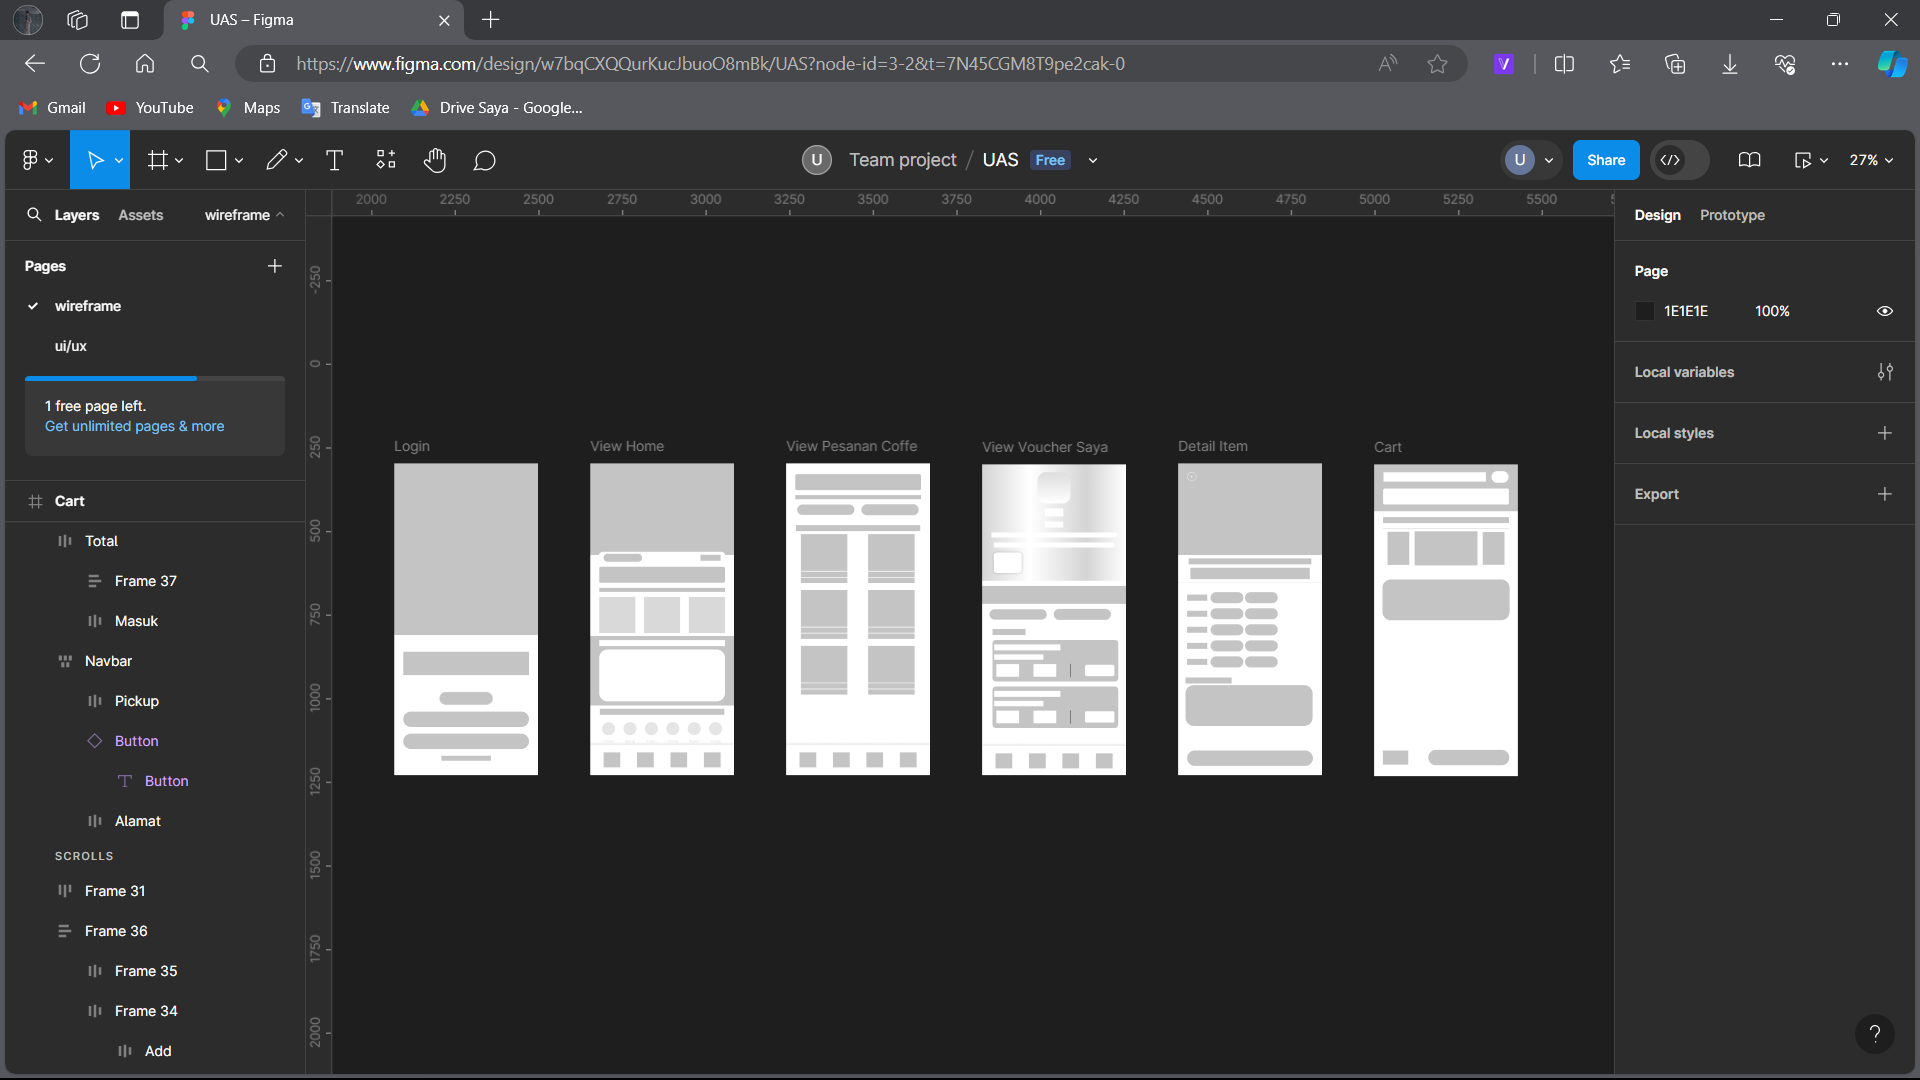 UAS – Figma
https://www.figma.com/design/w7bqCXQQurKucJbuoO8mBk/UAS?node-id=3-2&t=7N45CGM8T9pe2cak-0
Gmail YouTube Maps Translate Drive Saya - Google...
U Team project / UAS Free U Share 27%
Layers Assets wireframe
2000 2250 2500 2750 3000 3250 3500 3750 4000 4250 4500 4750 5000 5250 5500
Design Prototype
Pages
wireframe
ui/ux
1 free page left.
Get unlimited pages & more
Cart
Total
Frame 37
Masuk
Navbar
Pickup
Button
Button
Alamat
SCROLLS
Frame 31
Frame 36
Frame 35
Frame 34
Add
-250
0
250
500
750
1000
1250
1500
1750
2000
Login View Home View Pesanan Coffe View Voucher Saya Detail Item Cart
Page
1E1E1E 100%
Local variables
Local styles
Export
?